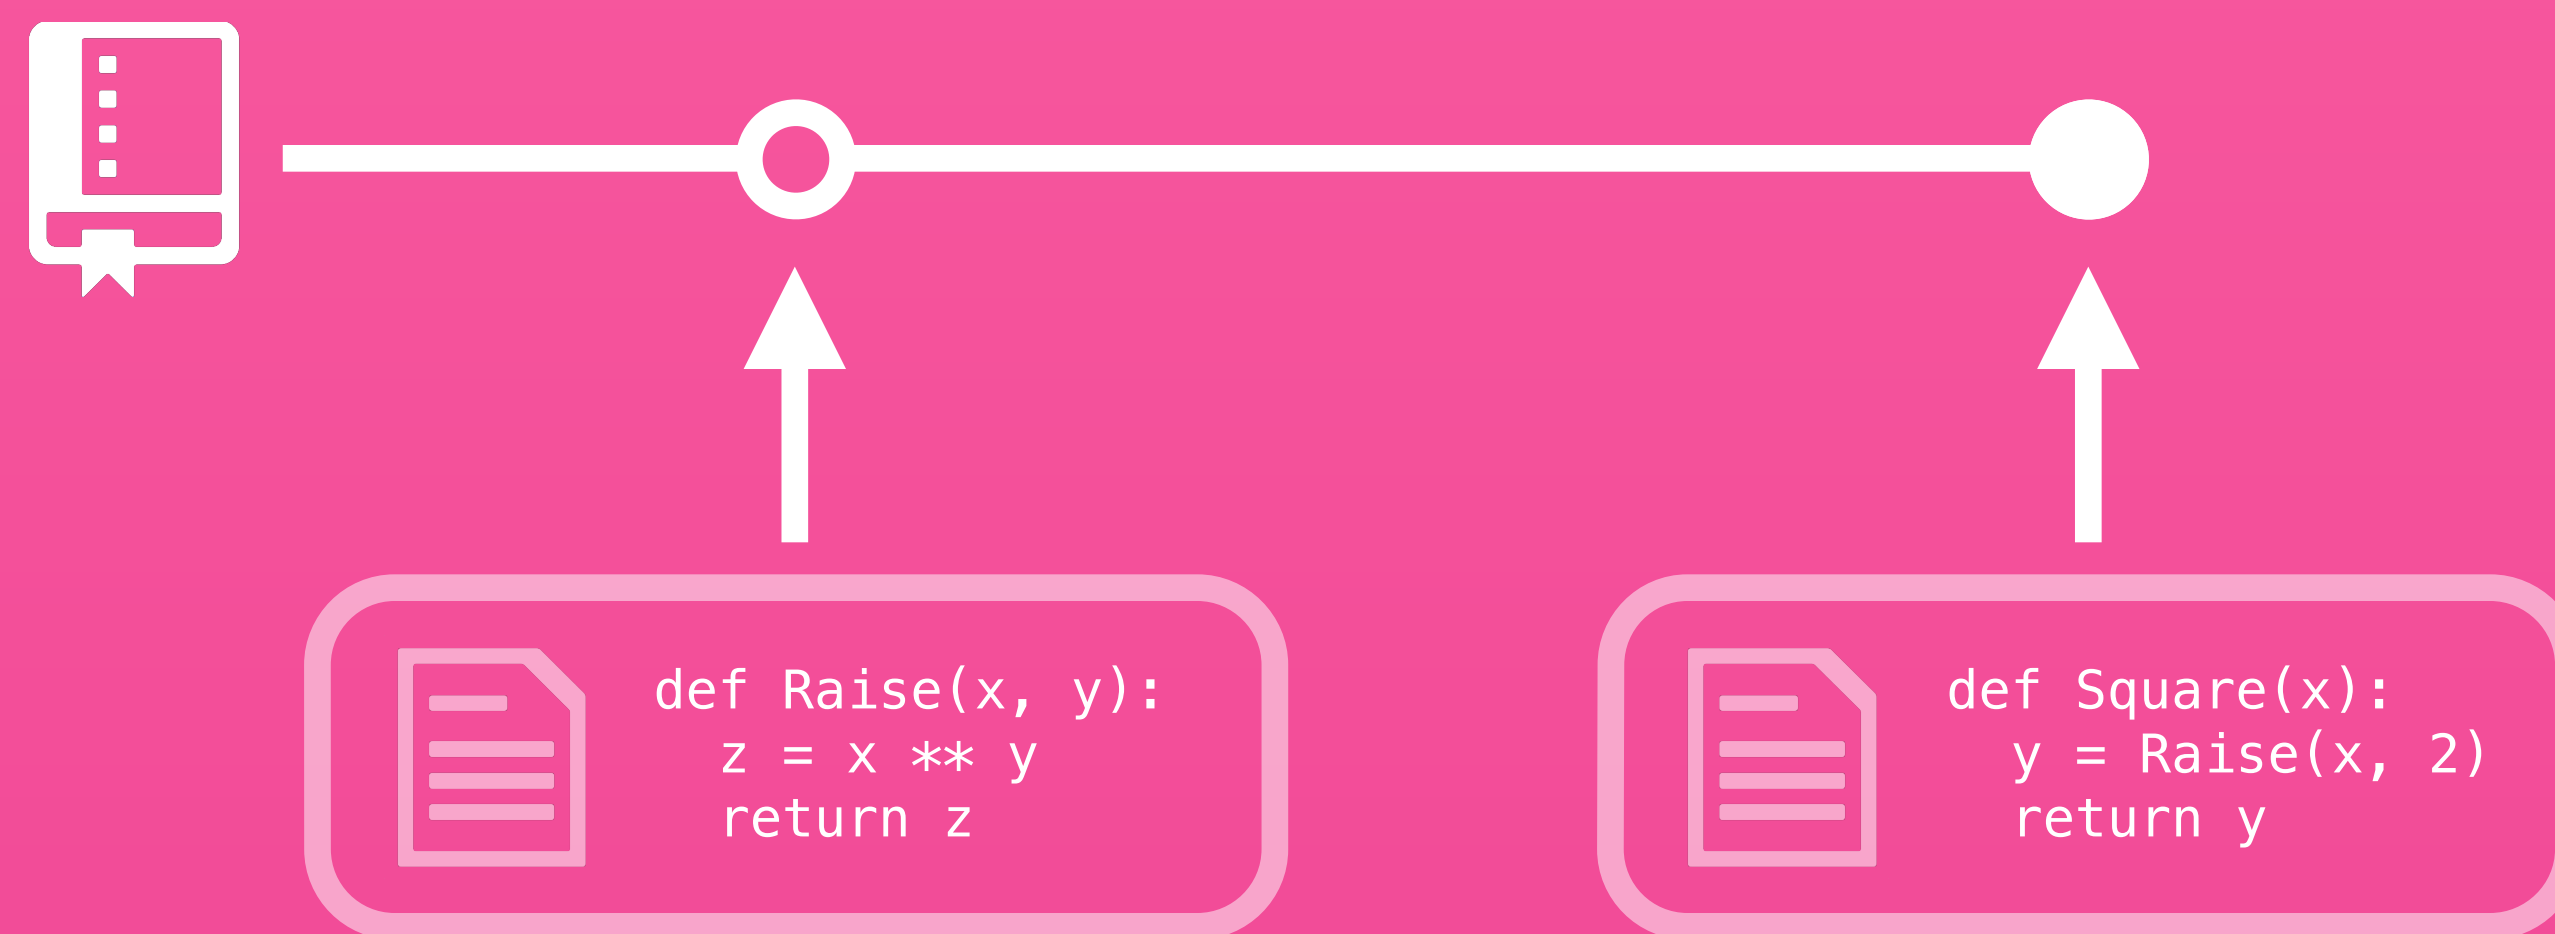 def Raise(x, y):
  z = x ** y
  return z
def Square(x):
  y = Raise(x, 2)
  return y